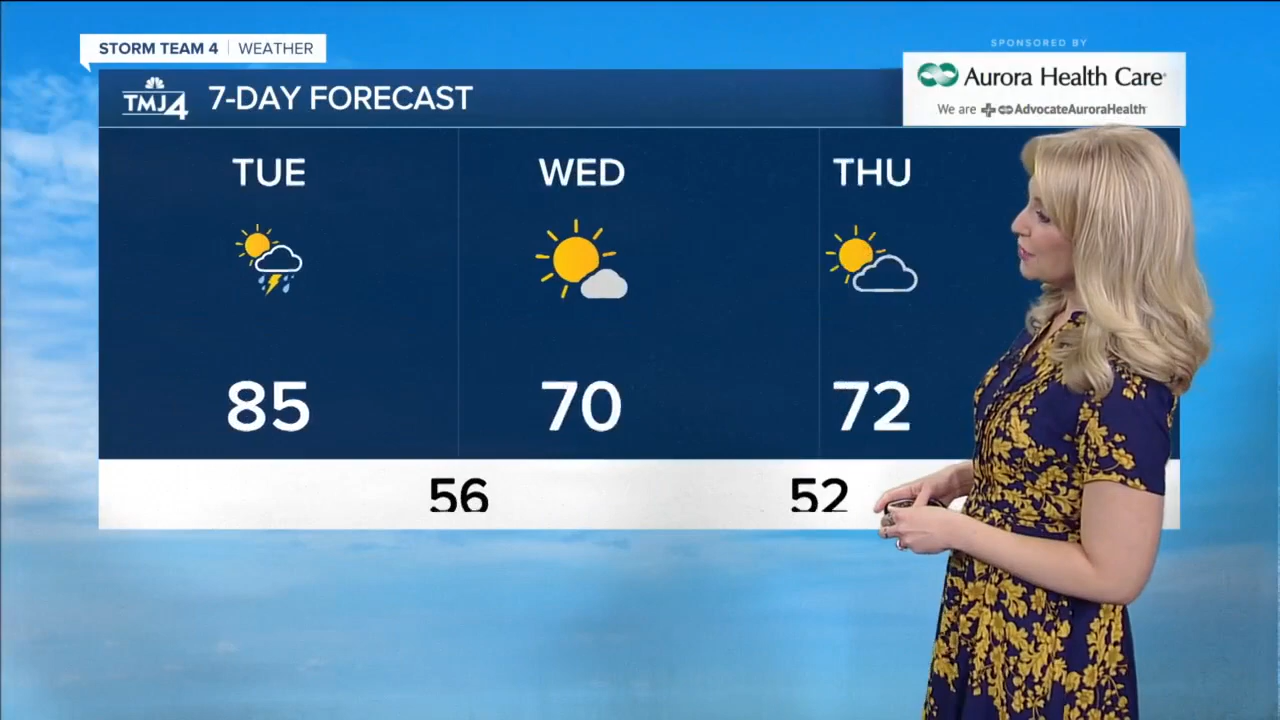 STORM TEAM 4 | WEATHER
SPONSORED BY
Aurora Health Care
We are AdvocateAuroraHealth
TMJ4 7-DAY FORECAST
TUE WED THU
85 70 72
56 52